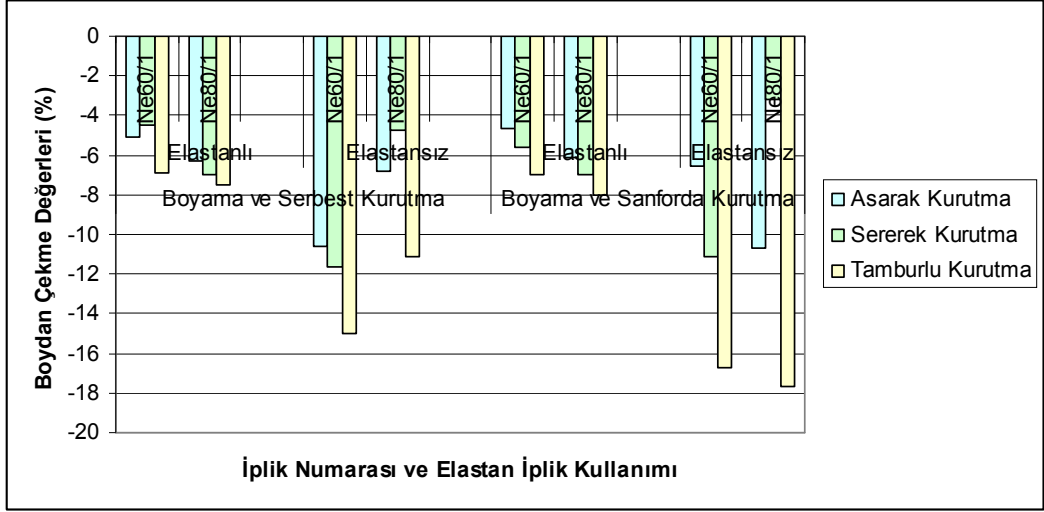 0
-2
-4
-6
-8
-10
-12
-14
-16
-18
-20
Boydan Çekme Değerleri (%)
Ne60/1
Ne80/1
Ne60/1
Ne80/1
Ne60/1
Ne80/1
Ne60/1
Ne80/1
Elastanlı
Elastansız
Elastanlı
Elastansız
Boyama ve Serbest Kurutma
Boyama ve Sanforda Kurutma
İplik Numarası ve Elastan İplik Kullanımı
Asarak Kurutma
Sererek Kurutma
Tamburlu Kurutma